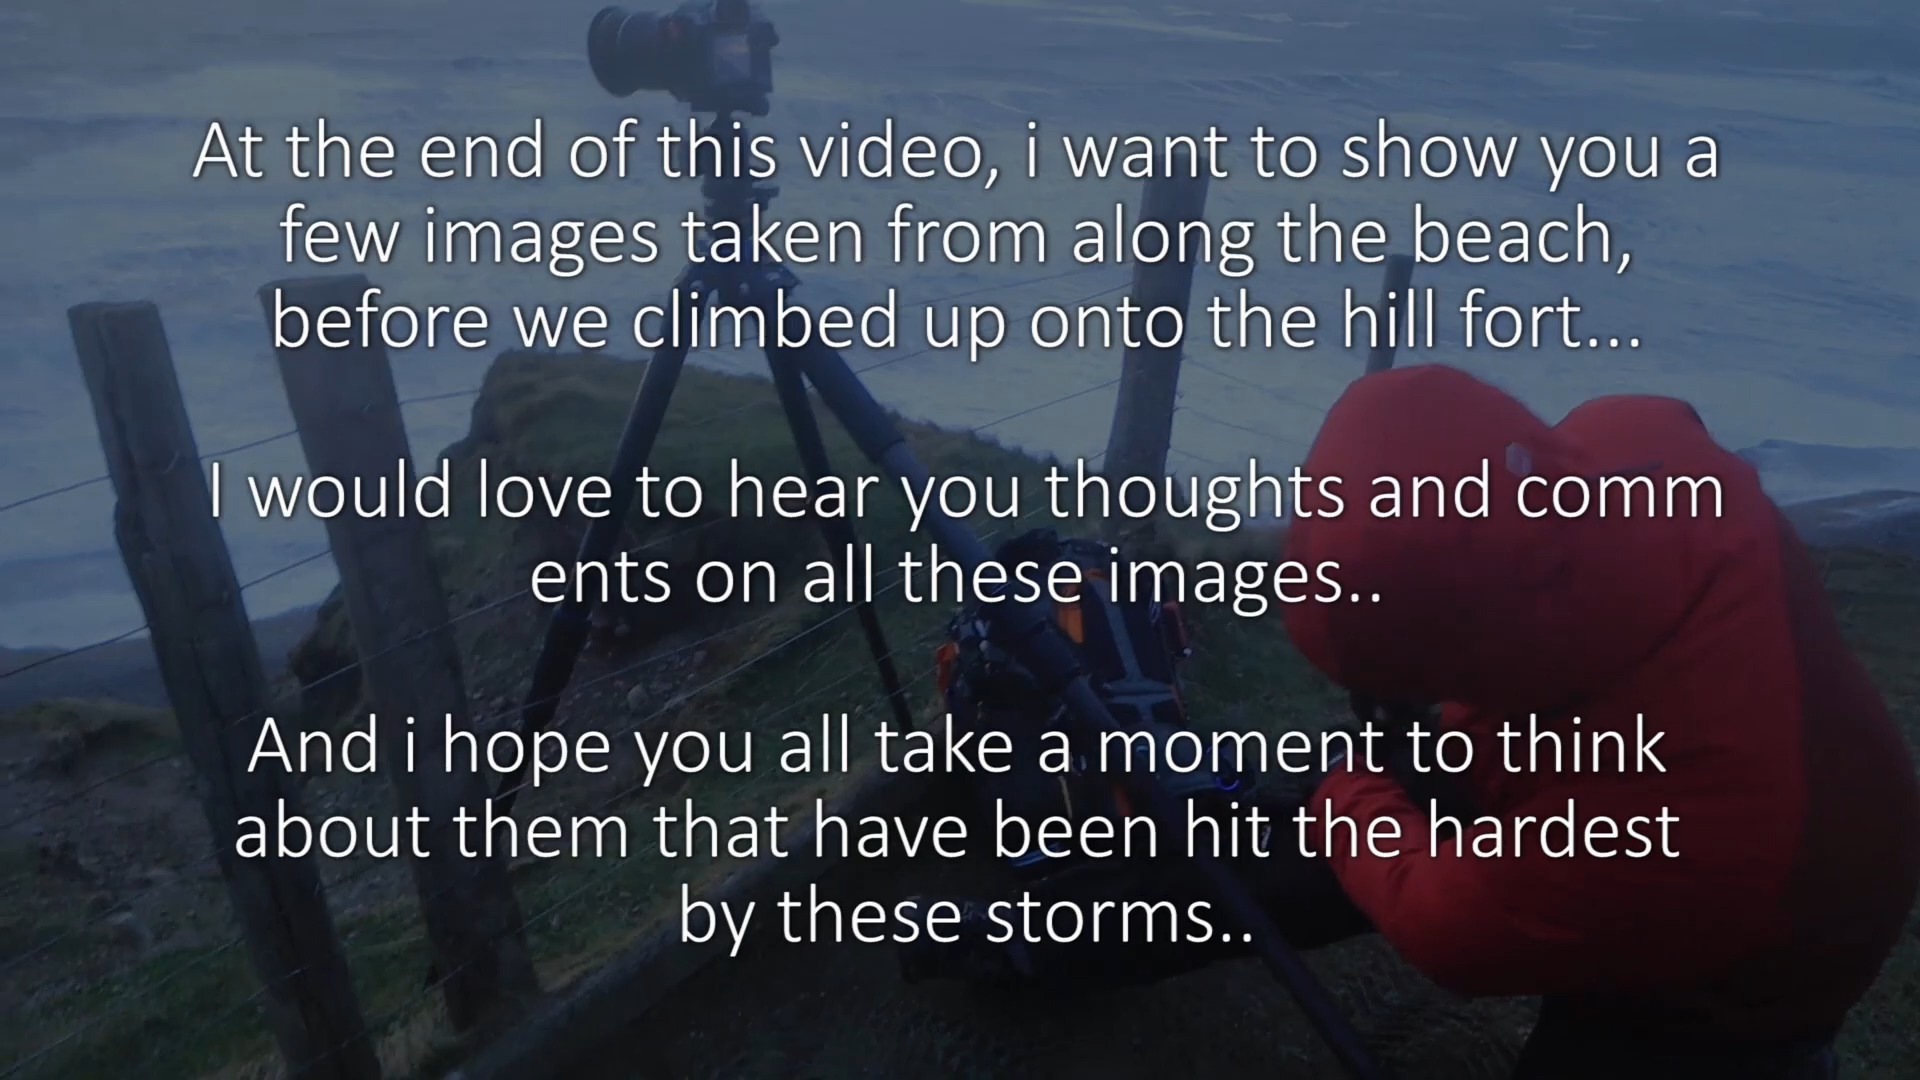 At the end of this video, i want to show you a
few images taken from along the beach,
before we climbed up onto the hill fort...
I would love to hear you thoughts and comm
ents on all these images..
And i hope you all take a moment to think
about them that have been hit the hardest
by these storms..